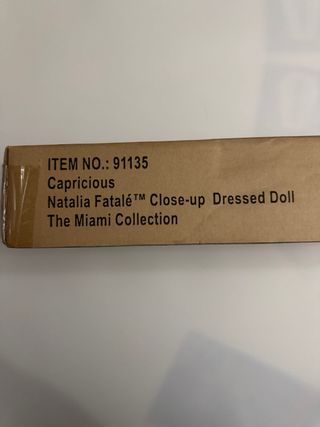 ITEM NO.: 91135
Capricious
Natalia Fatalé™ Close-up Dressed Doll
The Miami Collection